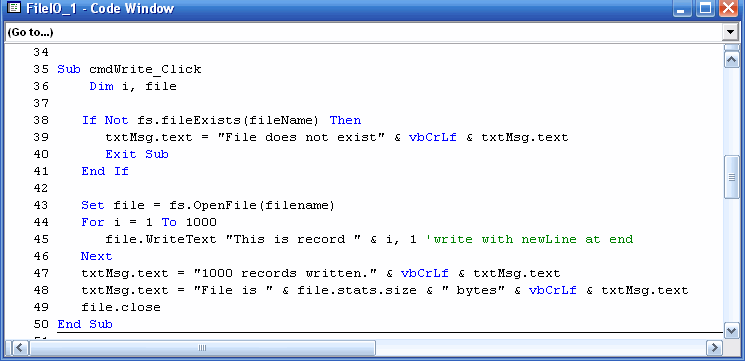 FileIO_1 - Code Window
(Go to...)
34
35 Sub cmdWrite_Click
36     Dim i, file
37
38    If Not fs.fileExists(fileName) Then
39       txtMsg.text = "File does not exist" & vbCrLf & txtMsg.text
40       Exit Sub
41    End If
42
43    Set file = fs.OpenFile(filename)
44    For i = 1 To 1000
45       file.WriteText "This is record " & i, 1 'write with newLine at end
46    Next
47    txtMsg.text = "1000 records written." & vbCrLf & txtMsg.text
48    txtMsg.text = "File is " & file.stats.size & " bytes" & vbCrLf & txtMsg.text
49    file.close
50 End Sub